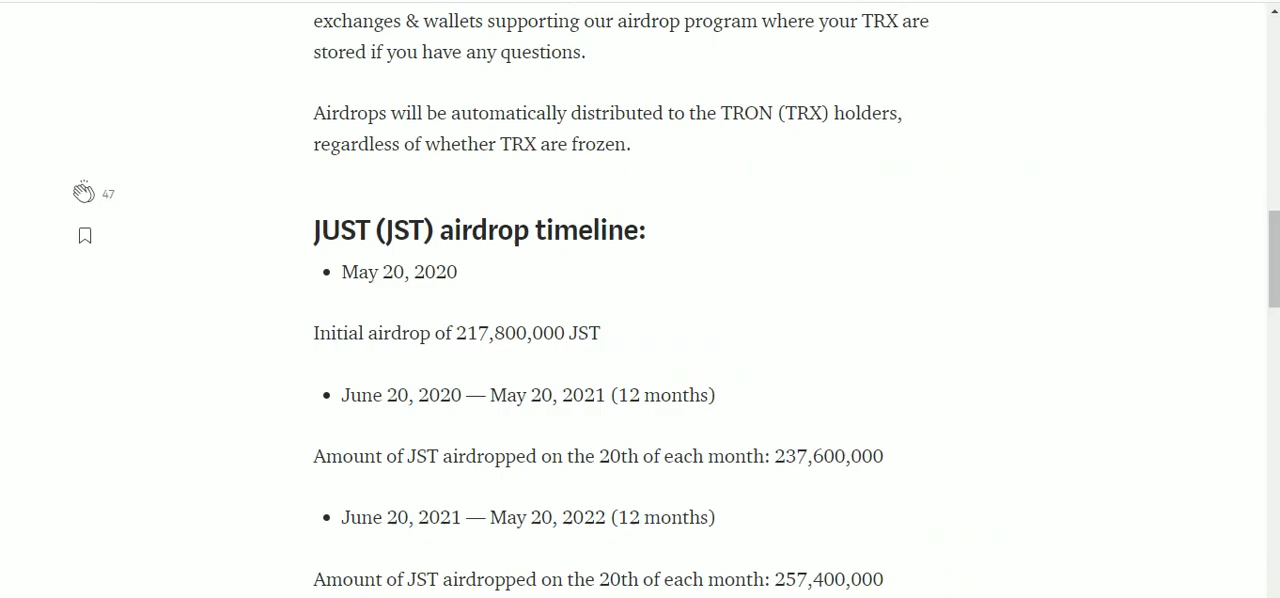 exchanges & wallets supporting our airdrop program where your TRX are
stored if you have any questions.
Airdrops will be automatically distributed to the TRON (TRX) holders,
regardless of whether TRX are frozen.
47
JUST (JST) airdrop timeline:
• May 20, 2020
Initial airdrop of 217,800,000 JST
• June 20, 2020 — May 20, 2021 (12 months)
Amount of JST airdropped on the 20th of each month: 237,600,000
• June 20, 2021 — May 20, 2022 (12 months)
Amount of JST airdropped on the 20th of each month: 257,400,000